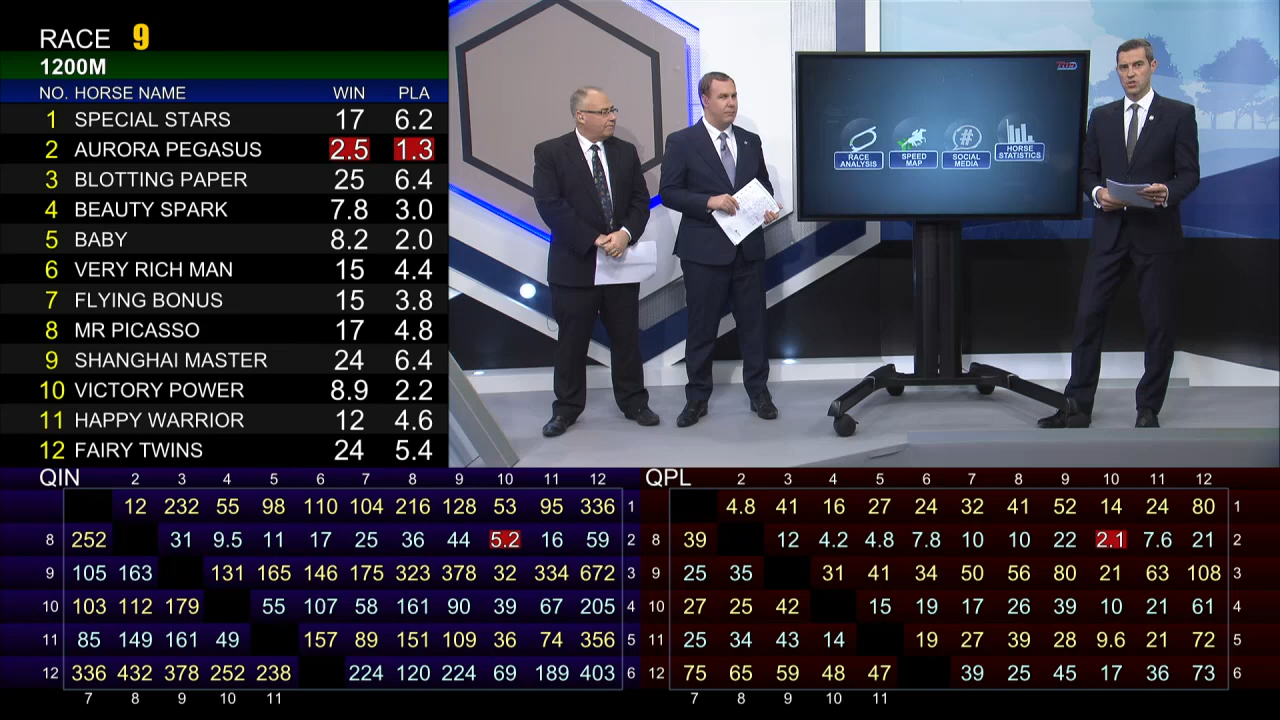 RACE 9
1200M
NO. HORSE NAME WIN PLA
1 SPECIAL STARS 17 6.2
2 AURORA PEGASUS 2.5 1.3
3 BLOTTING PAPER 25 6.4
4 BEAUTY SPARK 7.8 3.0
5 BABY 8.2 2.0
6 VERY RICH MAN 15 4.4
7 FLYING BONUS 15 3.8
8 MR PICASSO 17 4.8
9 SHANGHAI MASTER 24 6.4
10 VICTORY POWER 8.9 2.2
11 HAPPY WARRIOR 12 4.6
12 FAIRY TWINS 24 5.4
#
RACE ANALYSIS
SPEED MAP
SOCIAL MEDIA
HORSE STATISTICS
QIN 2 3 4 5 6 7 8 9 10 11 12
12 232 55 98 110 104 216 128 53 95 336 1
8 252 31 9.5 11 17 25 36 44 5.2 16 59 2
9 105 163 131 165 146 175 323 378 32 334 672 3
10 103 112 179 55 107 58 161 90 39 67 205 4
11 85 149 161 49 157 89 151 109 36 74 356 5
12 336 432 378 252 238 224 120 224 69 189 403 6
7 8 9 10 11
QPL 2 3 4 5 6 7 8 9 10 11 12
4.8 41 16 27 24 32 41 52 14 24 80 1
8 39 12 4.2 4.8 7.8 10 10 22 2.1 7.6 21 2
9 25 35 31 41 34 50 56 80 21 63 108 3
10 27 25 42 15 19 17 26 39 10 21 61 4
11 25 34 43 14 19 27 39 28 9.6 21 72 5
12 75 65 59 48 47 39 25 45 17 36 73 6
7 8 9 10 11